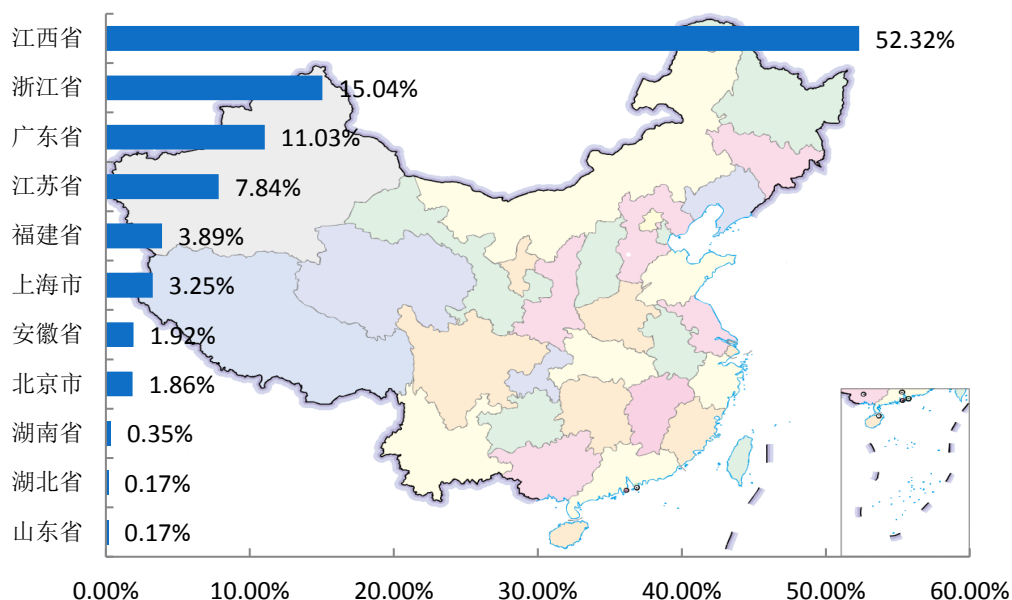 江西省 52.32%
浙江省 15.04%
广东省 11.03%
江苏省 7.84%
福建省 3.89%
上海市 3.25%
安徽省 1.92%
北京市 1.86%
湖南省 0.35%
湖北省 0.17%
山东省 0.17%
0.00% 10.00% 20.00% 30.00% 40.00% 50.00% 60.00%